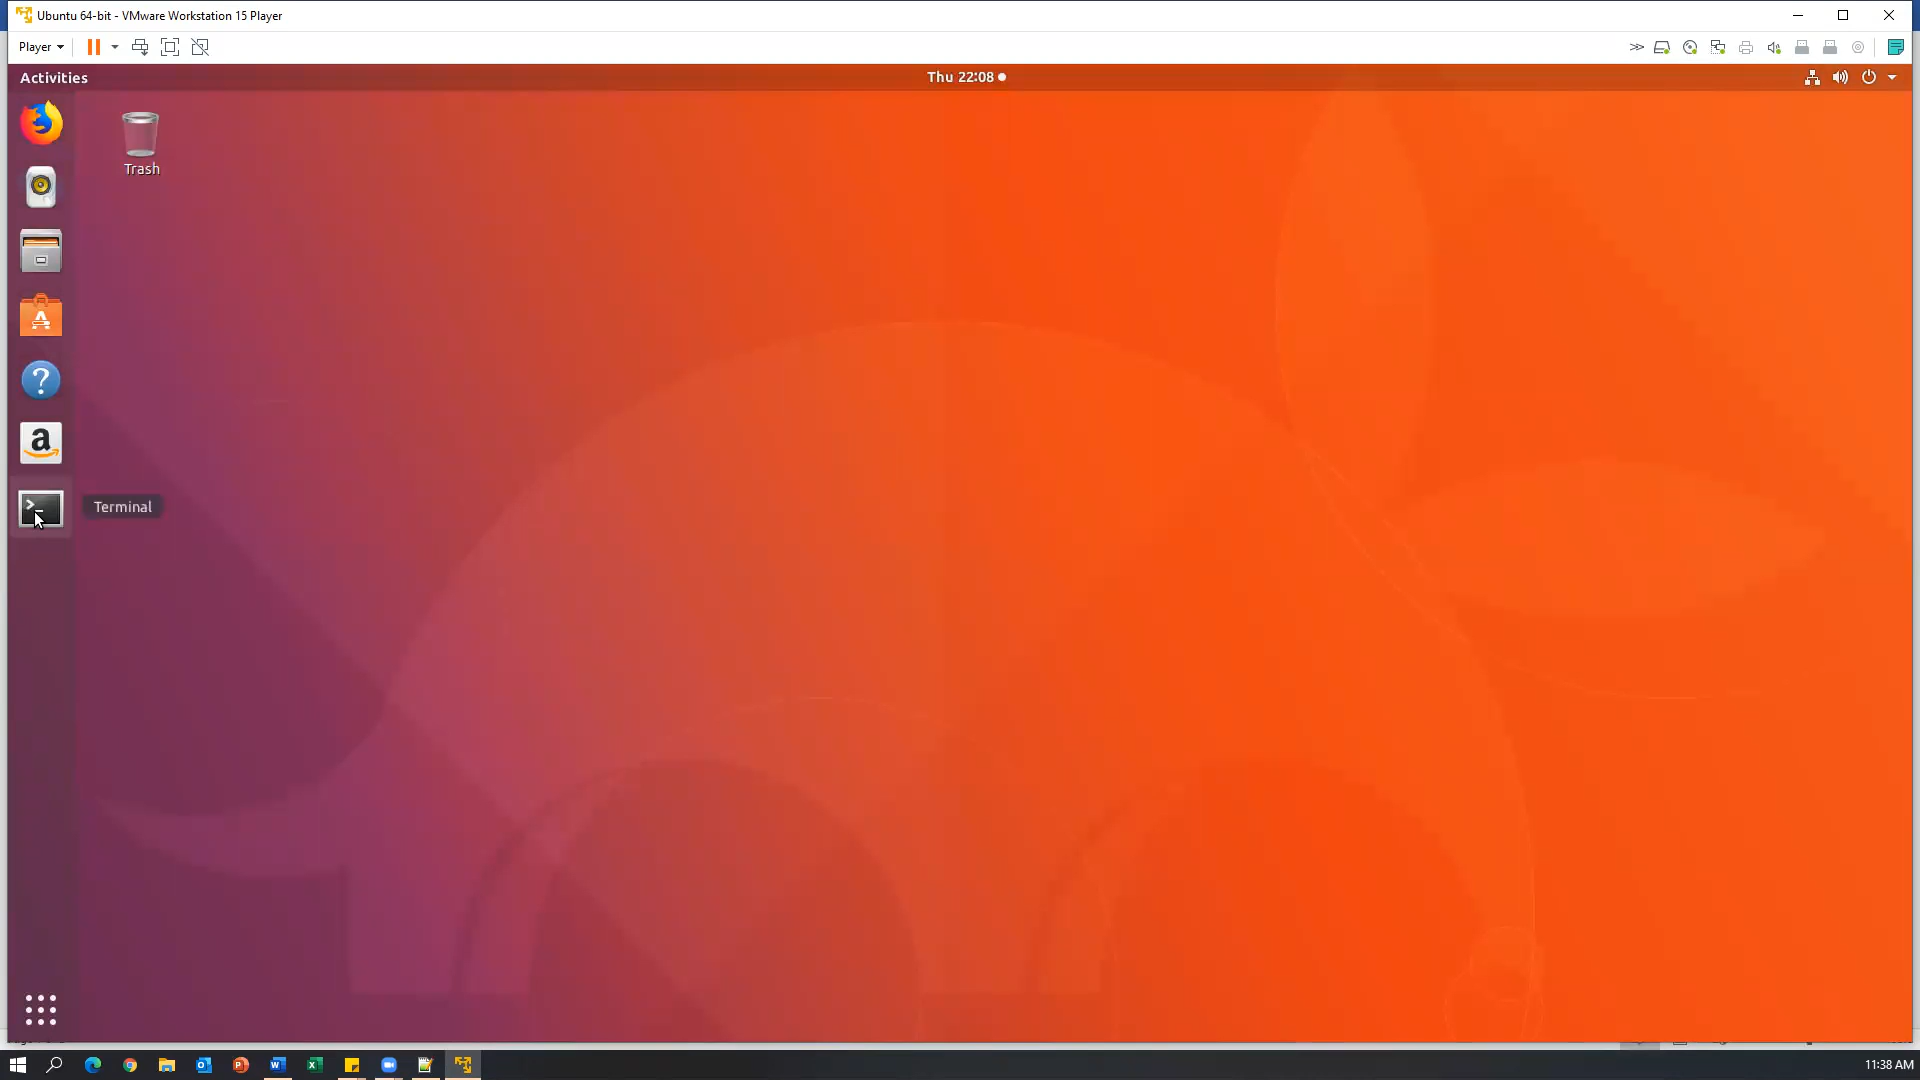 Ubuntu 64-bit - VMware Workstation 15 Player
Player
Activities
Thu 22:08
Trash
Terminal
11:38 AM